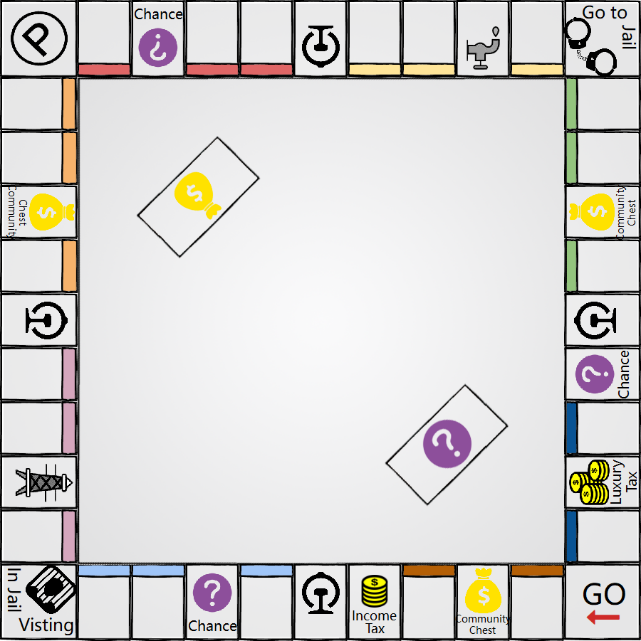 P
Chance
?
Go to
Jail
$
Community
Chest
$
$
Community
Chest
?
Chance
?
$
$
$
Luxury
Tax
In Jail
Visting
?
Chance
$
Income
Tax
$
Community
Chest
GO